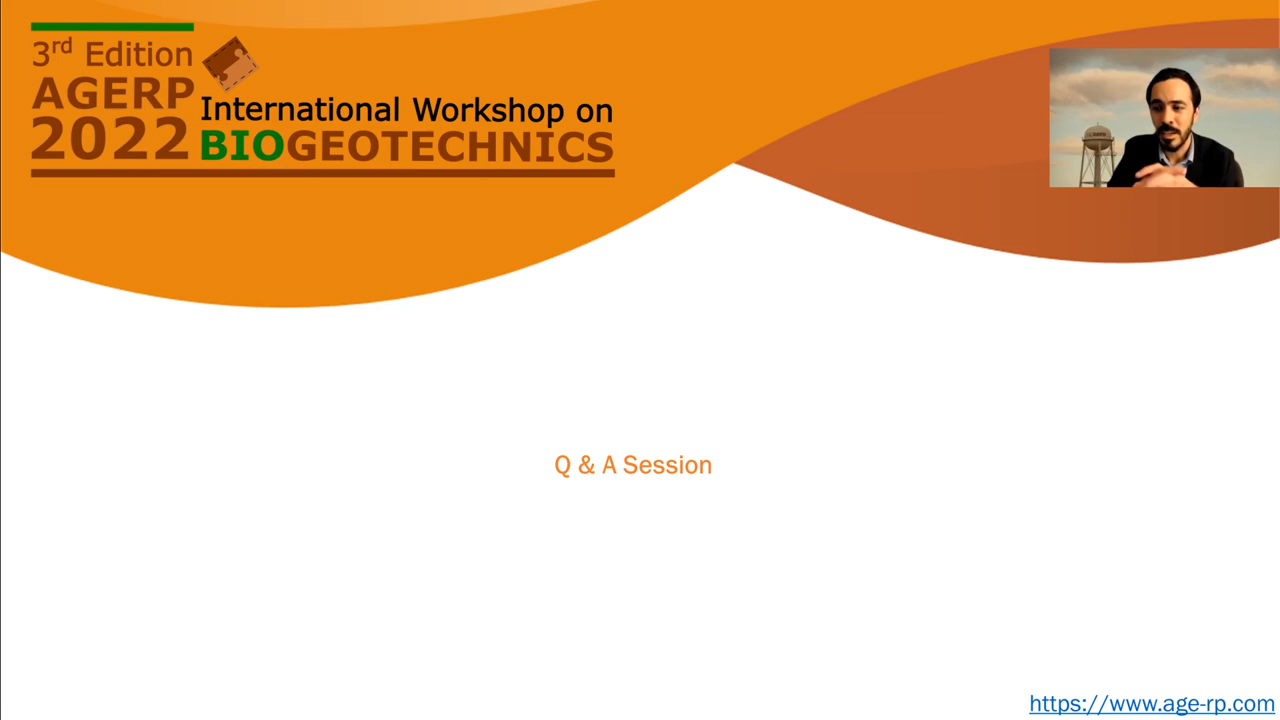 3rd Edition
AGERP
2022
International Workshop on
BIOGEOTECHNICS
Q & A Session
https://www.age-rp.com